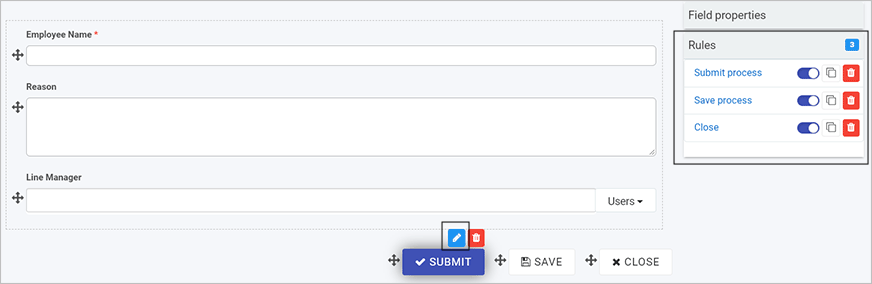 Field properties
Employee Name *
Rules 3
Submit process
Reason
Save process
Close
Line Manager
Users
SUBMIT SAVE CLOSE